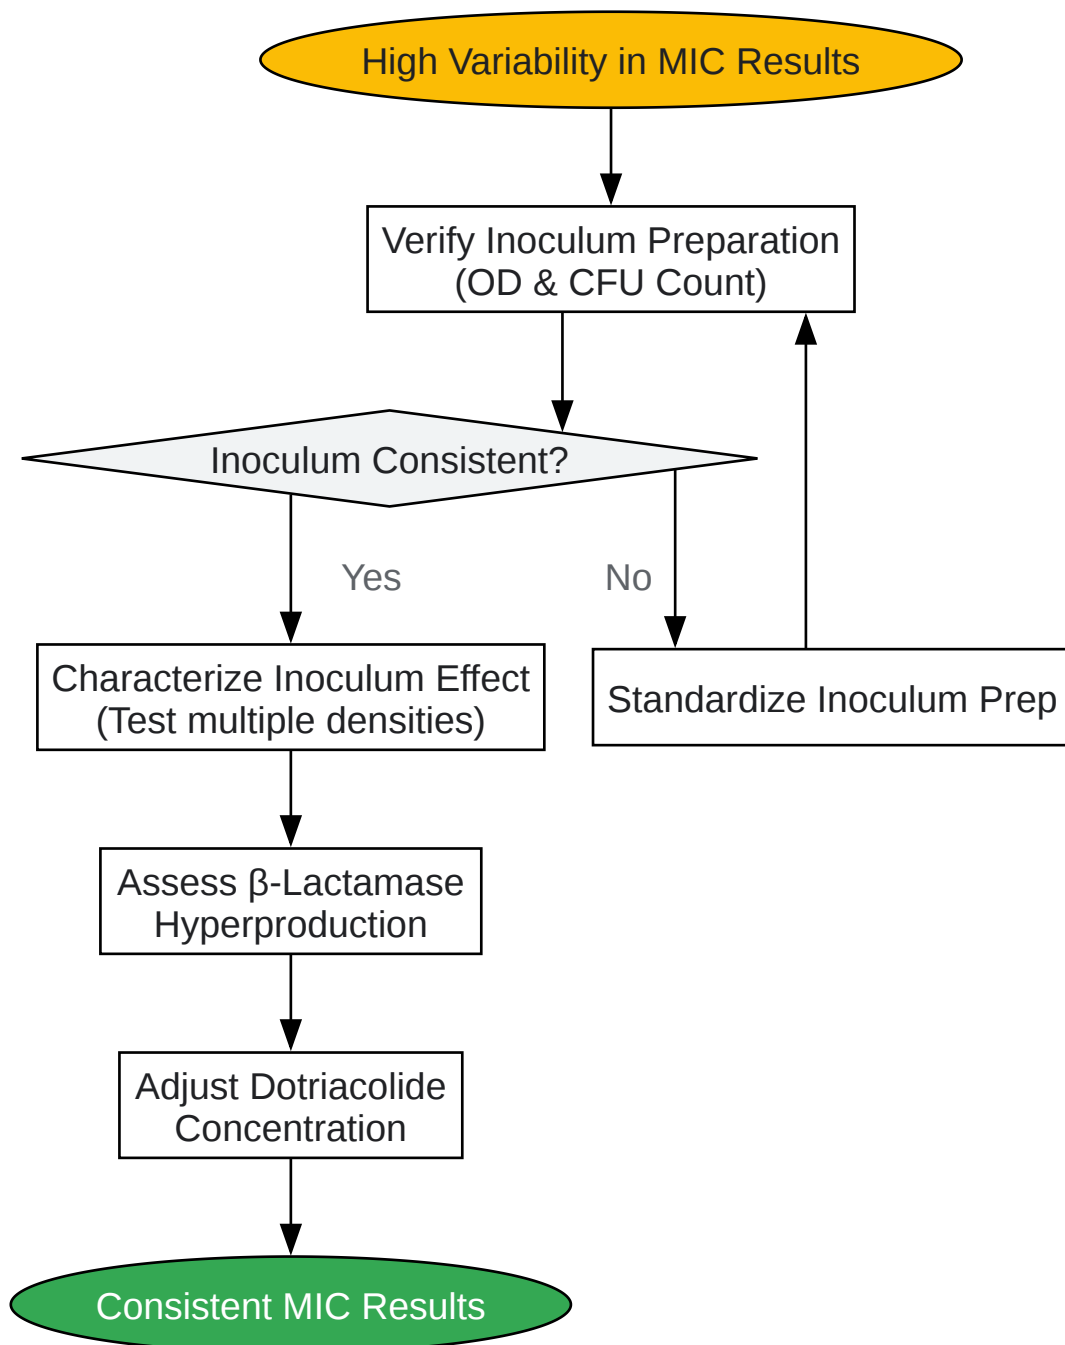 High Variability in MIC Results
Verify Inoculum Preparation
(OD & CFU Count)
Inoculum Consistent?
Yes
No
Characterize Inoculum Effect
(Test multiple densities)
Standardize Inoculum Prep
Assess β-Lactamase
Hyperproduction
Adjust Dotriacolide
Concentration
Consistent MIC Results